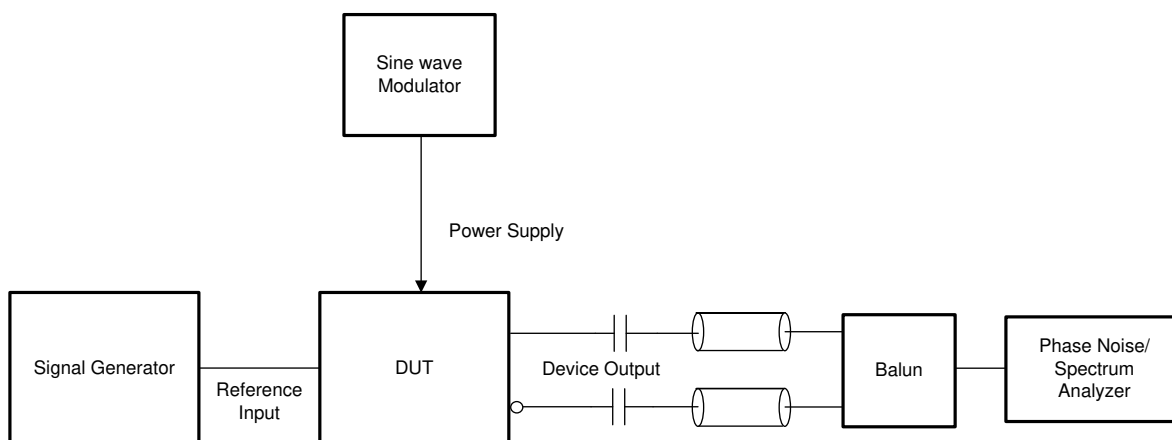 Sine wave
Modulator
Power Supply
Signal Generator
Reference
Input
DUT
Device Output
Balun
Phase Noise/
Spectrum
Analyzer